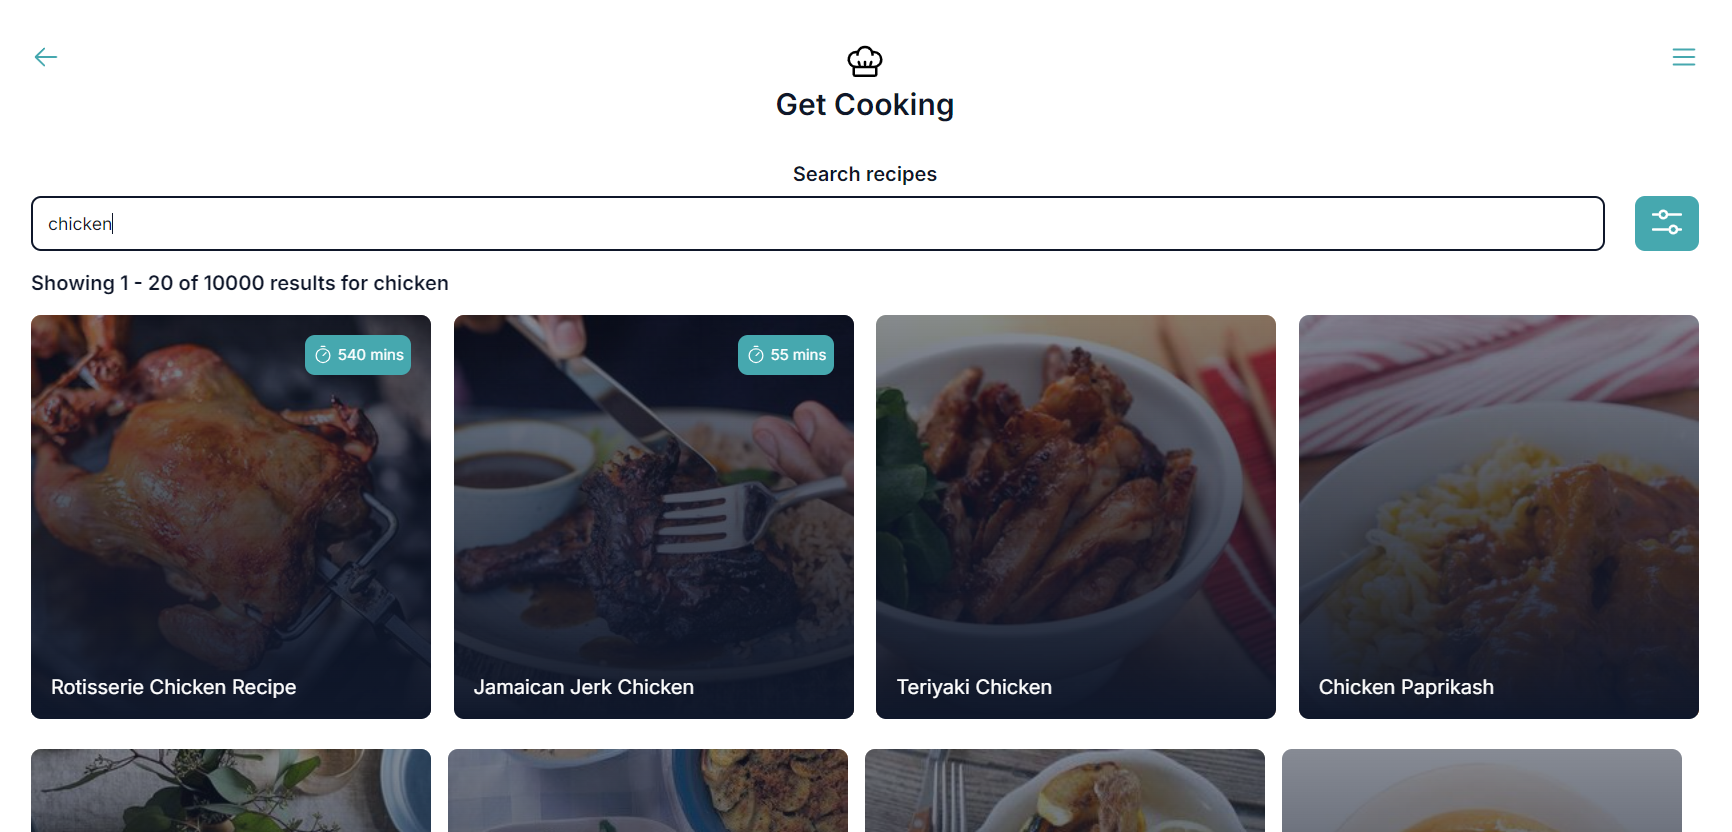 Get Cooking
Search recipes
chicken
Showing 1 - 20 of 10000 results for chicken
540 mins
55 mins
Rotisserie Chicken Recipe
Jamaican Jerk Chicken
Teriyaki Chicken
Chicken Paprikash